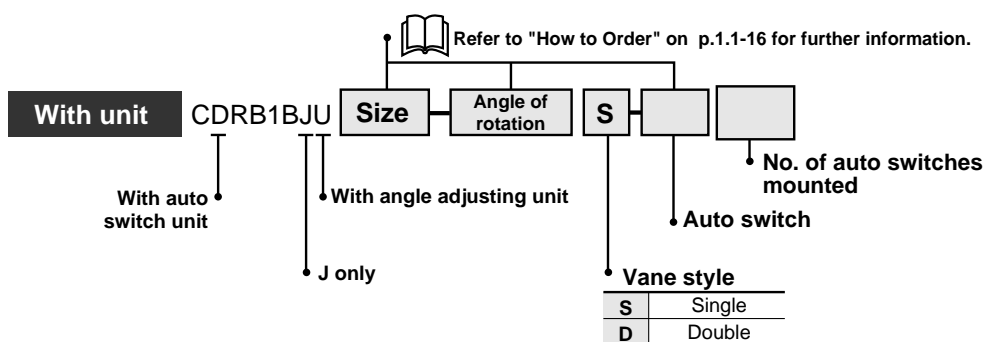 Refer to "How to Order" on p.1.1-16 for further information.
With unit CDRB1BJU Size - Angle of rotation S -
No. of auto switches
mounted
With auto
switch unit
With angle adjusting unit
Auto switch
J only
Vane style
S Single
D Double